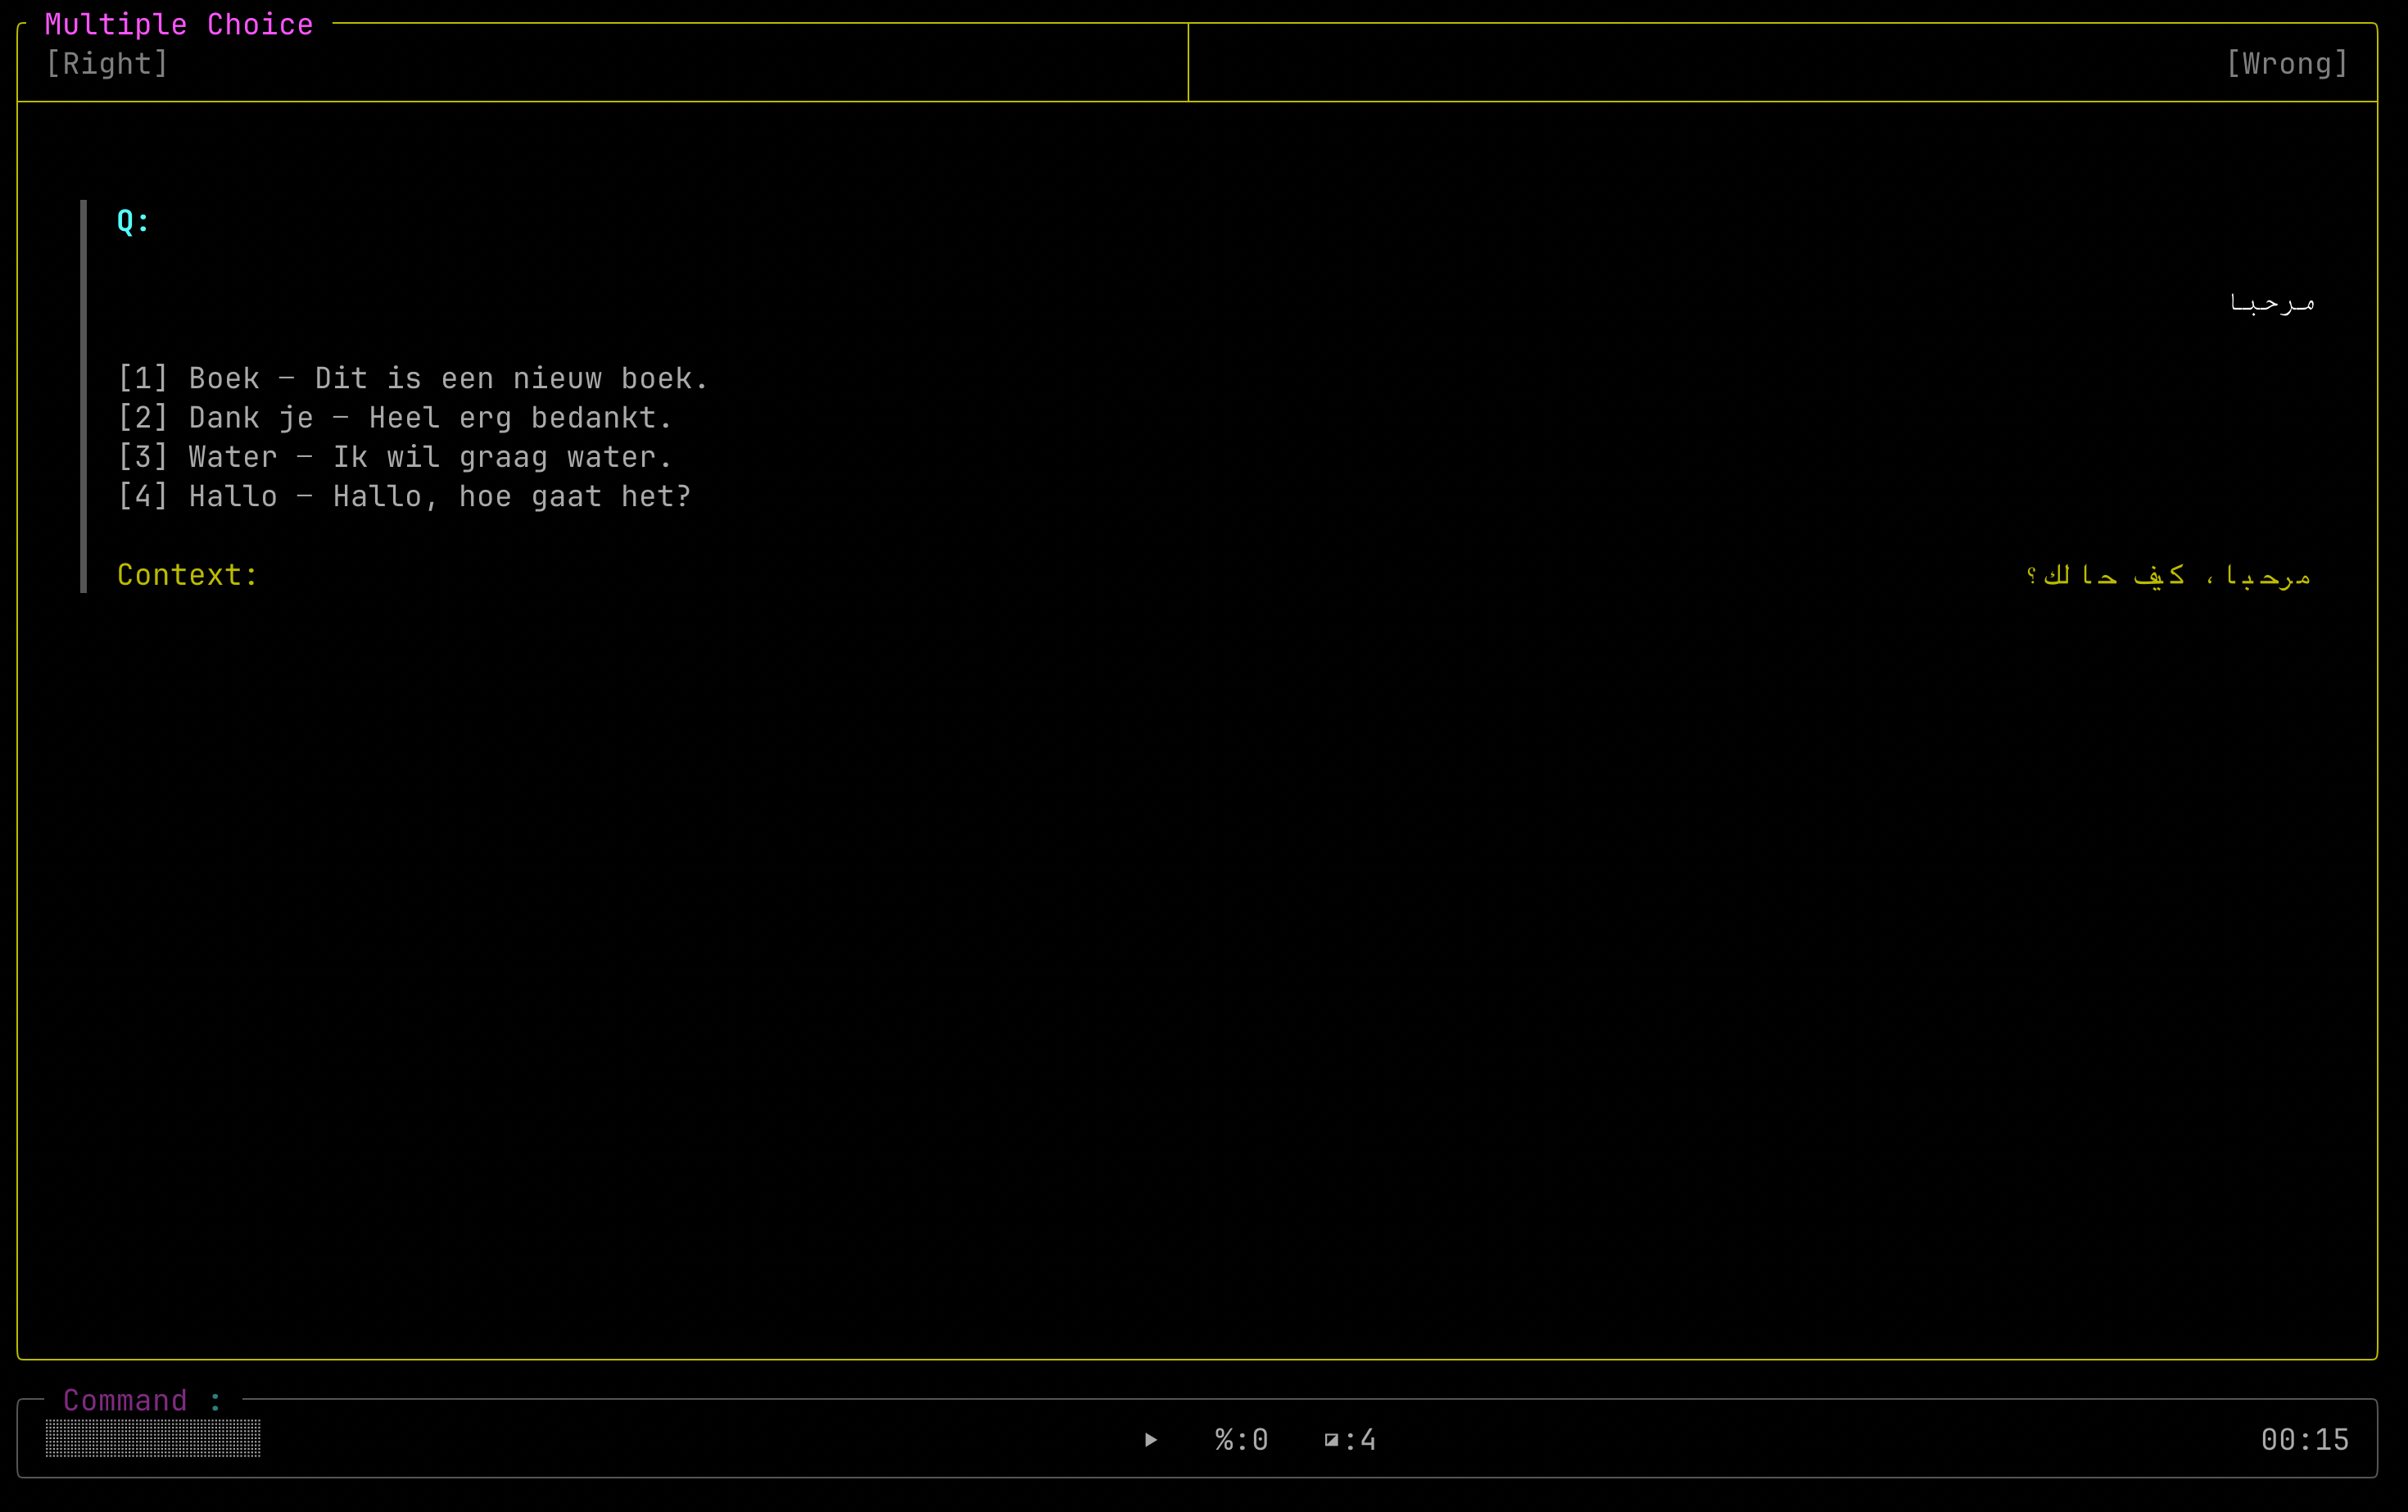 Multiple Choice
[Right] [Wrong]
Q:
مرحبا
[1] Boek — Dit is een nieuw boek.
[2] Dank je — Heel erg bedankt.
[3] Water — Ik wil graag water.
[4] Hallo — Hallo, hoe gaat het?
Context: مرحبا، كيف حالك؟
Command :
▶ %:0 ◪:4 00:15